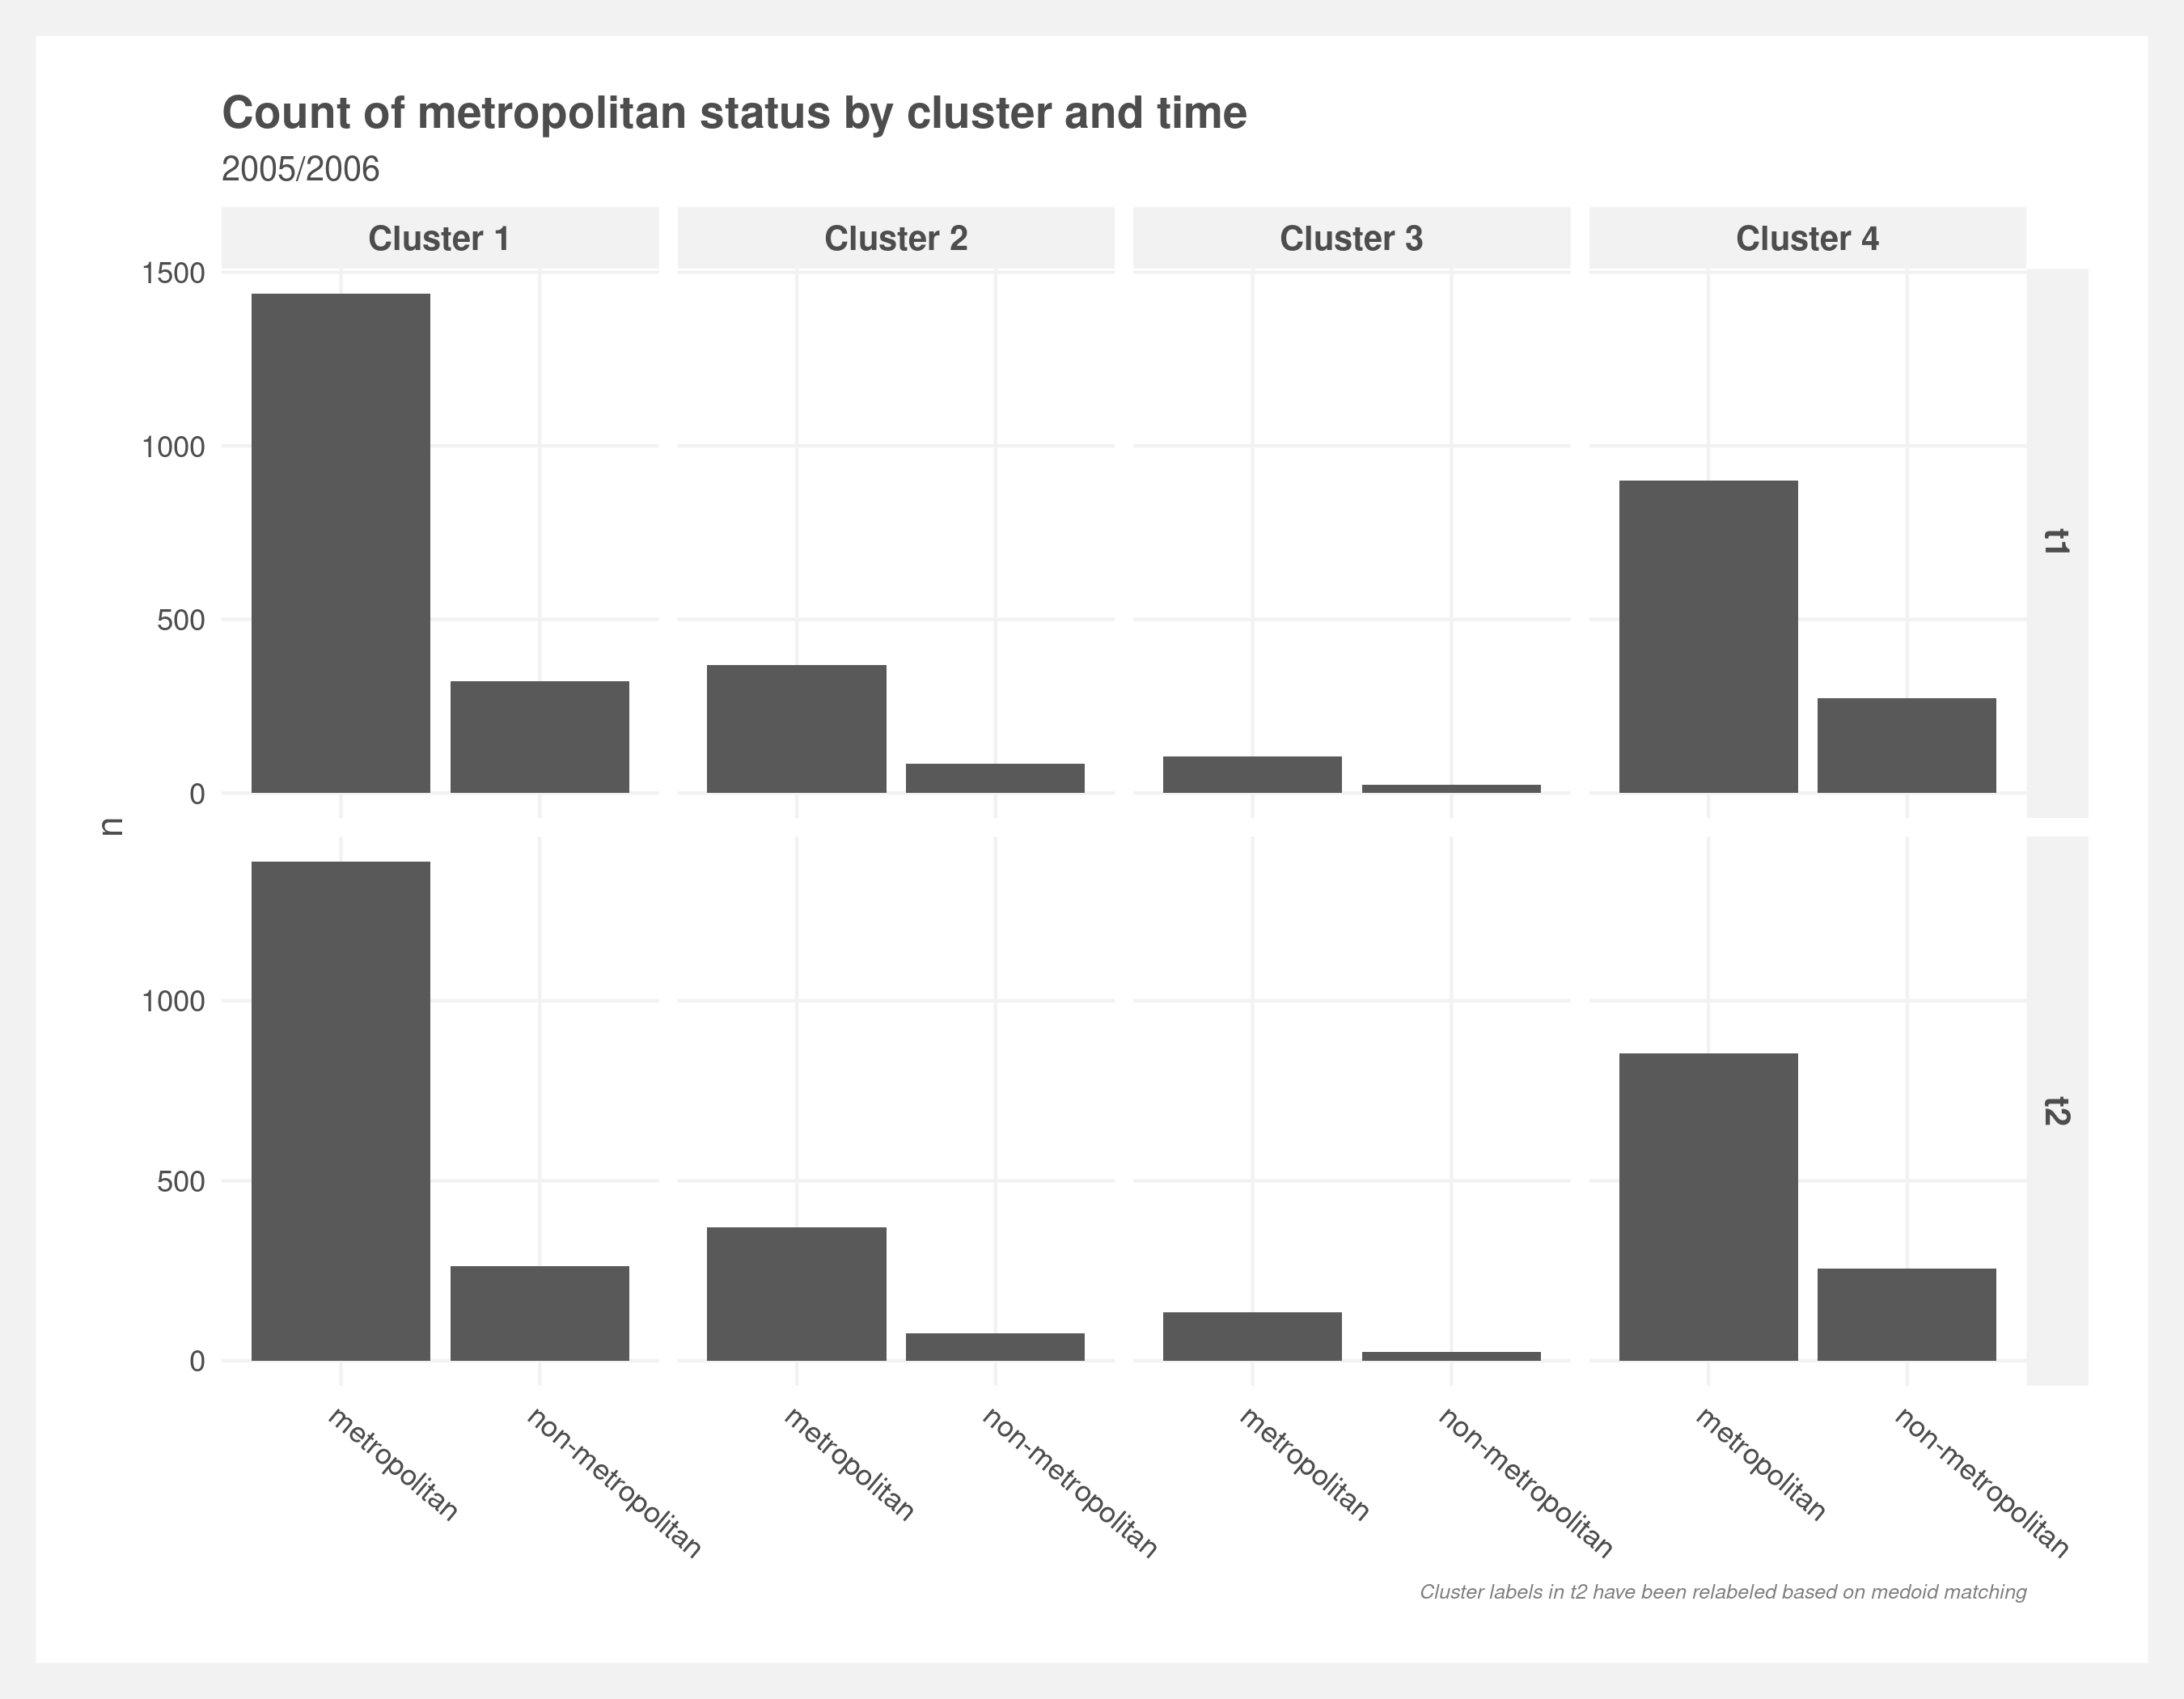 Count of metropolitan status by cluster and time
2005/2006
Cluster 1 Cluster 2 Cluster 3 Cluster 4
1500
1000
500
0
t1
n
1000
500
0
t2
metropolitan non-metropolitan metropolitan non-metropolitan metropolitan non-metropolitan metropolitan non-metropolitan
Cluster labels in t2 have been relabeled based on medoid matching